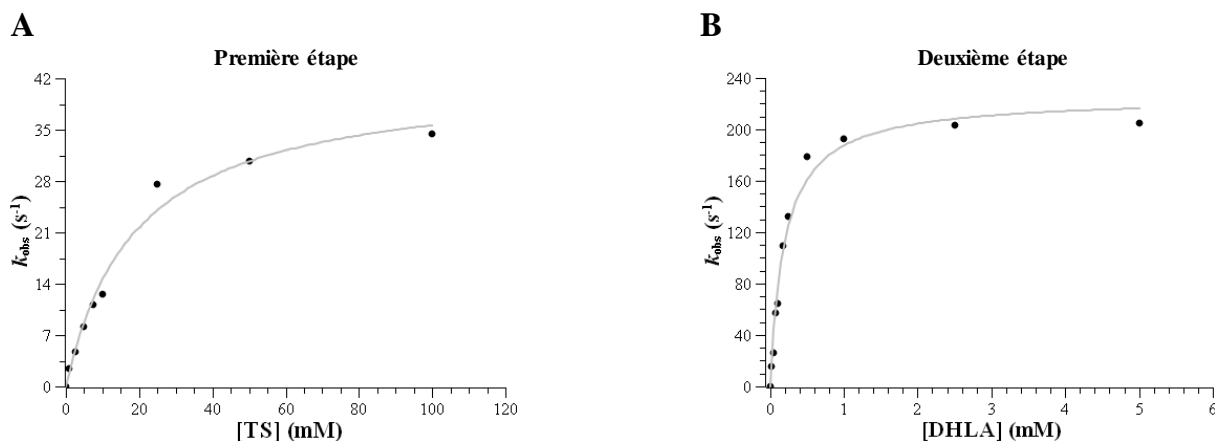 A
Première étape
42
35
28
21
14
7
0
k_obs (s⁻¹)
0 20 40 60 80 100 120
[TS] (mM)
B
Deuxième étape
240
200
160
120
80
40
0
k_obs (s⁻¹)
0 1 2 3 4 5 6
[DHLA] (mM)